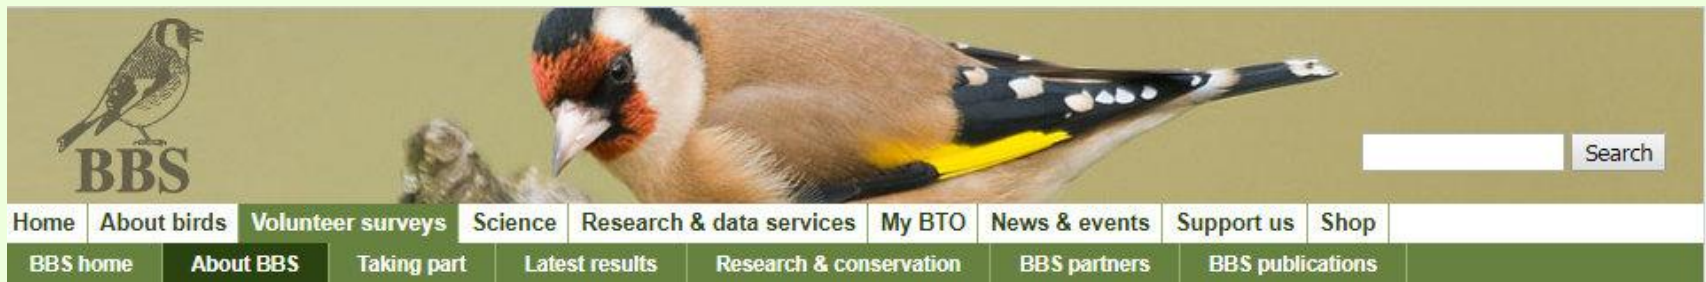 BBS
Search
Home About birds Volunteer surveys Science Research & data services My BTO News & events Support us Shop
BBS home About BBS Taking part Latest results Research & conservation BBS partners BBS publications